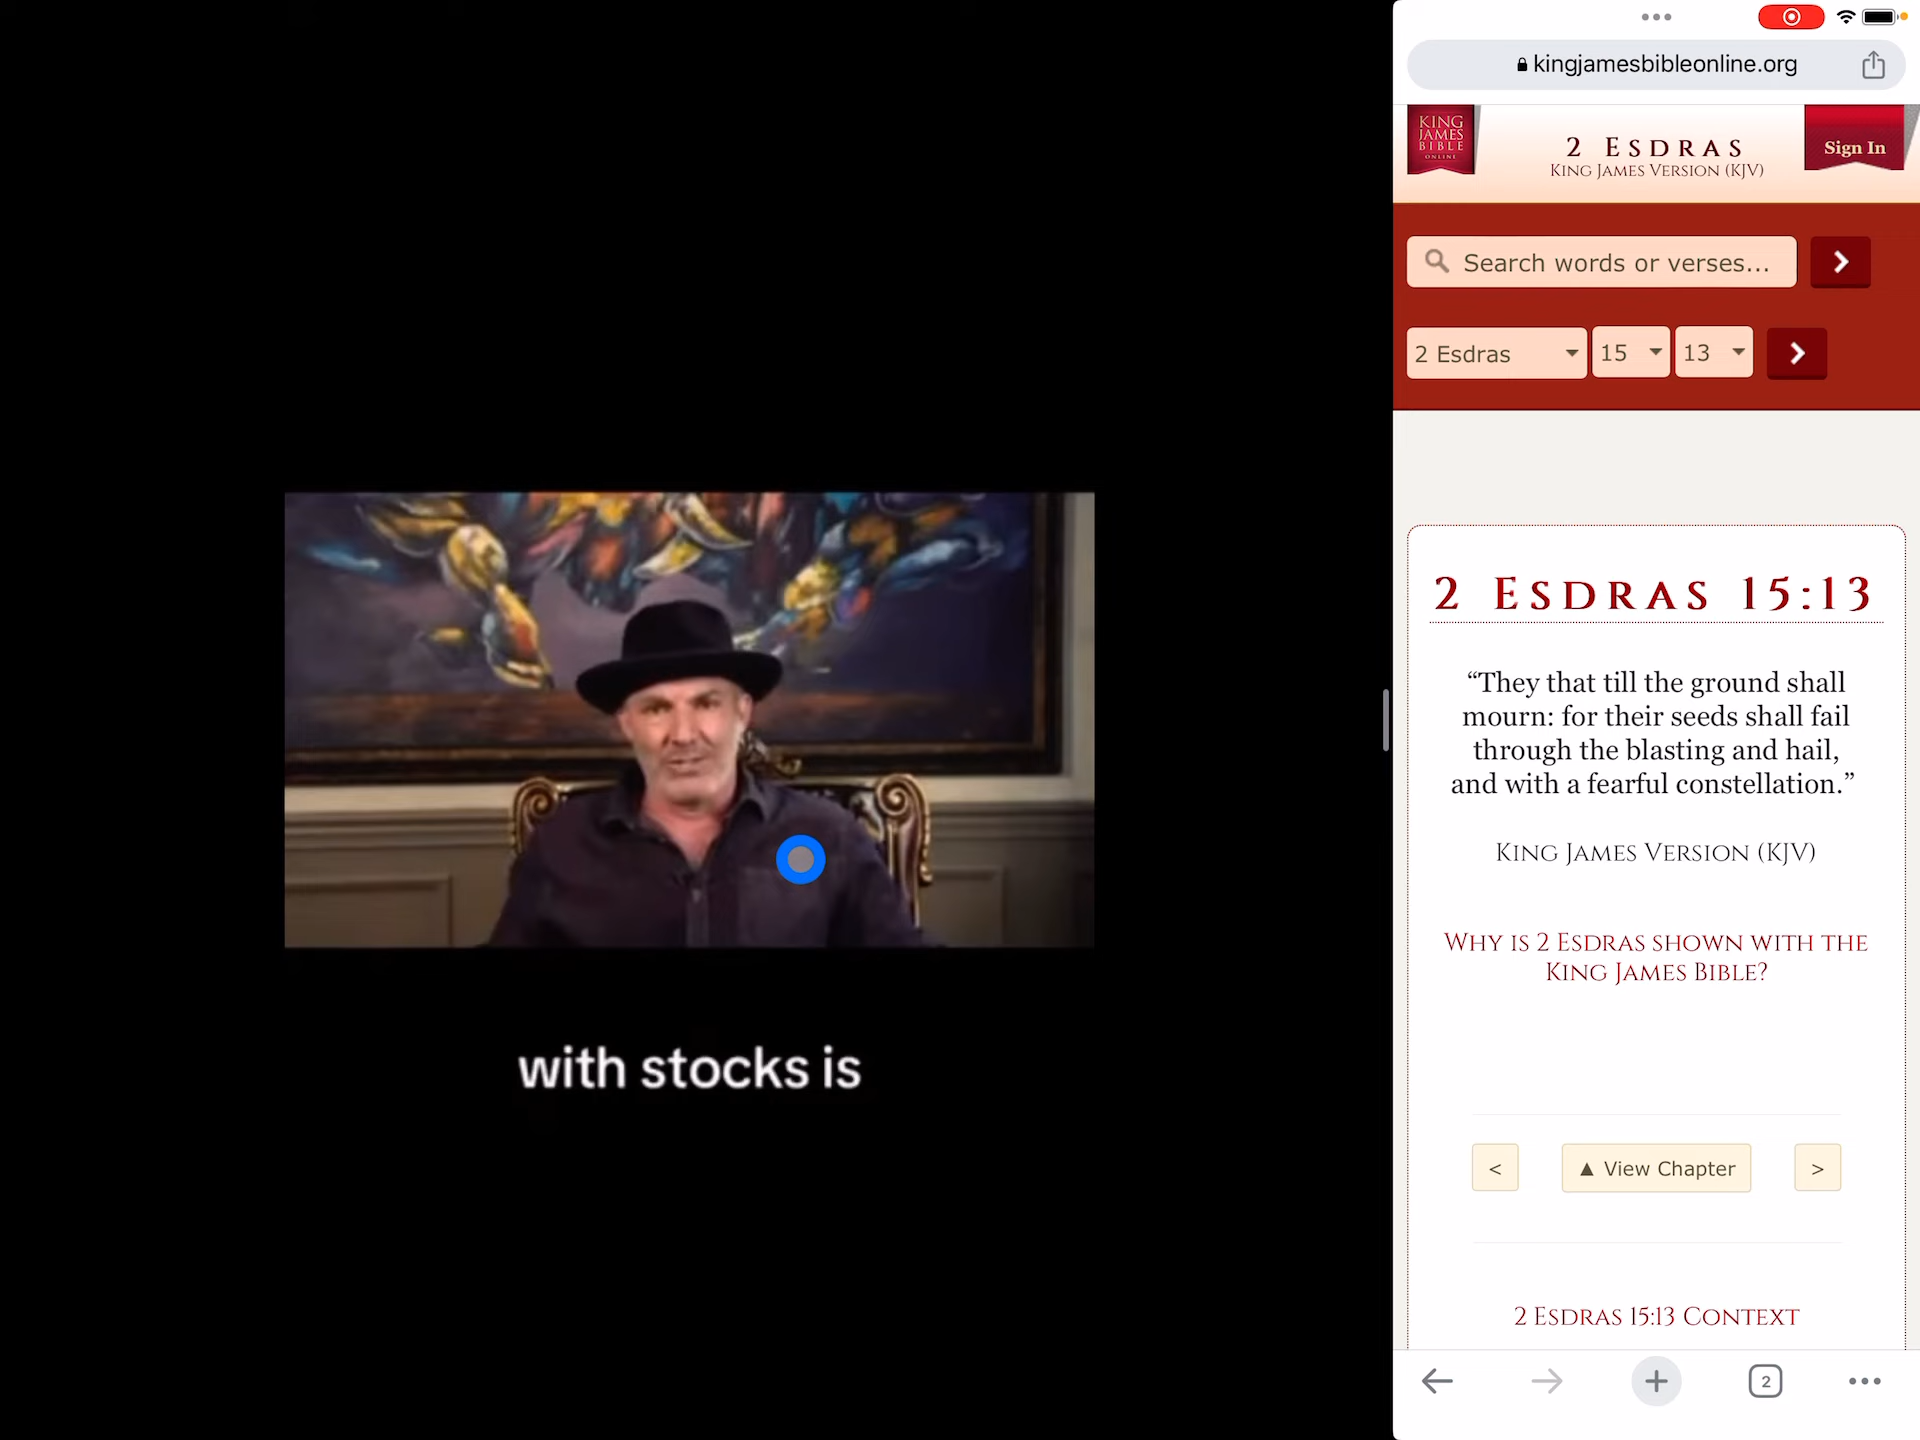 with stocks is
kingjamesbibleonline.org
KING
JAMES
BIBLE
ONLINE
2 Esdras
King James Version (KJV)
Sign In
Search words or verses...
2 Esdras 15 13
2 Esdras 15:13
“They that till the ground shall
mourn: for their seeds shall fail
through the blasting and hail,
and with a fearful constellation.”
King James Version (KJV)
Why is 2 Esdras shown with the
King James Bible?
< ▲ View Chapter >
2 Esdras 15:13 Context
2